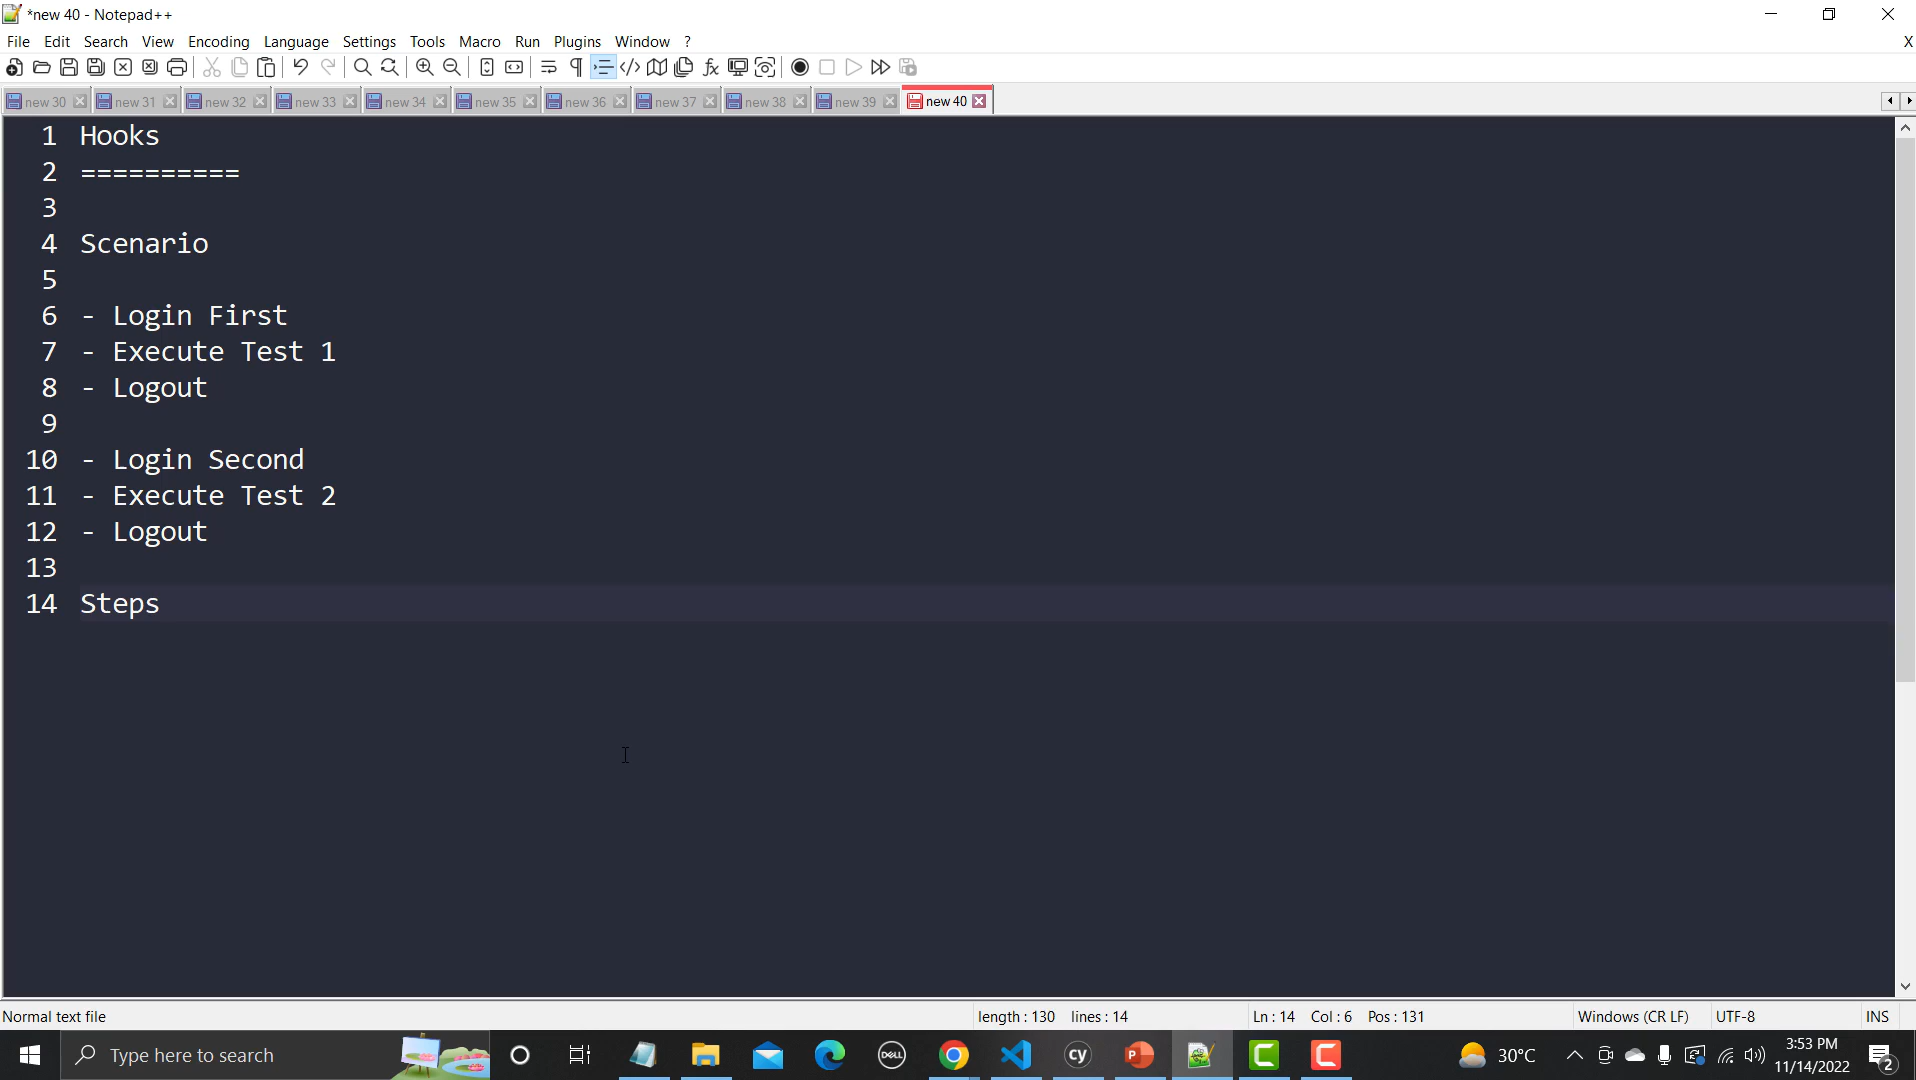 *new 40 - Notepad++
File Edit Search View Encoding Language Settings Tools Macro Run Plugins Window ? X
new 30 new 31 new 32 new 33 new 34 new 35 new 36 new 37 new 38 new 39 new 40
1 Hooks
2 ==========
3
4 Scenario
5
6 - Login First
7 - Execute Test 1
8 - Logout
9
10 - Login Second
11 - Execute Test 2
12 - Logout
13
14 Steps
Normal text file length : 130 lines : 14 Ln : 14 Col : 6 Pos : 131 Windows (CR LF) UTF-8 INS
Type here to search DELL cy P C C 30°C 3:53 PM
11/14/2022 2